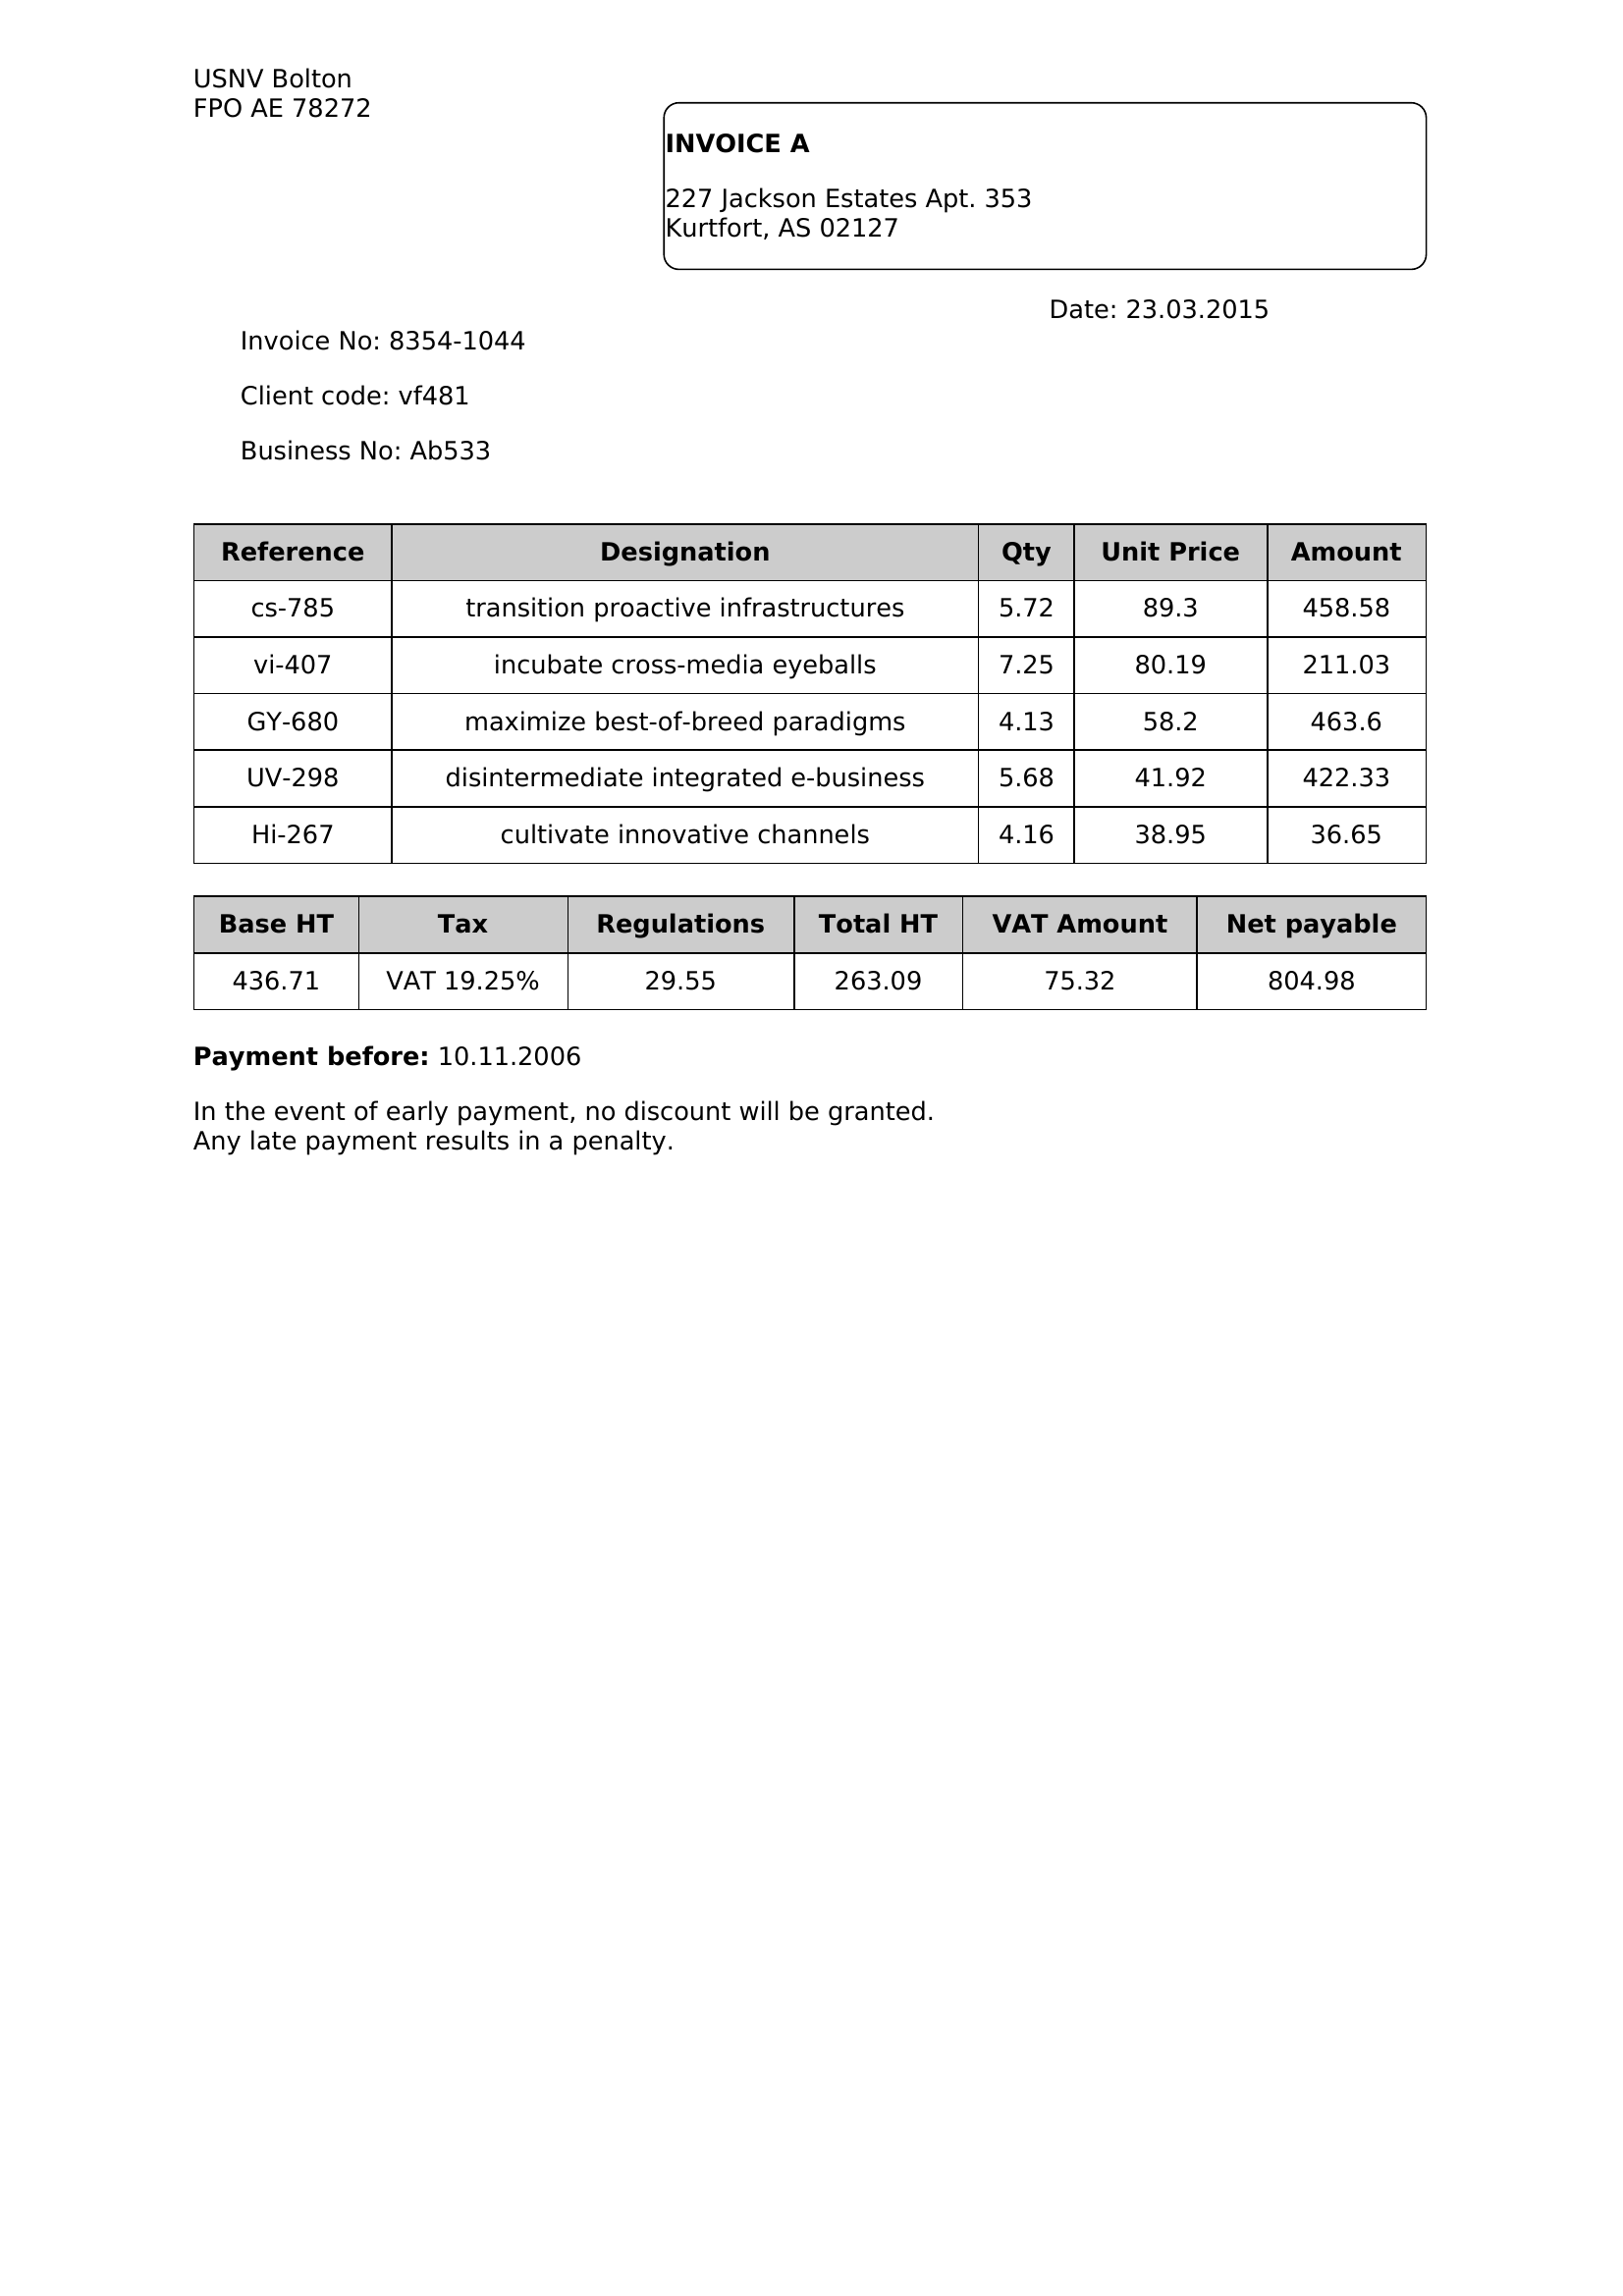 USNV Bolton
FPO AE 78272
INVOICE A
227 Jackson Estates Apt. 353
Kurtfort, AS 02127
Date: 23.03.2015
Invoice No: 8354-1044
Client code: vf481
Business No: Ab533
Reference Designation Qty Unit Price Amount
cs-785 transition proactive infrastructures 5.72 89.3 458.58
vi-407 incubate cross-media eyeballs 7.25 80.19 211.03
GY-680 maximize best-of-breed paradigms 4.13 58.2 463.6
UV-298 disintermediate integrated e-business 5.68 41.92 422.33
Hi-267 cultivate innovative channels 4.16 38.95 36.65
Base HT Tax Regulations Total HT VAT Amount Net payable
436.71 VAT 19.25% 29.55 263.09 75.32 804.98
Payment before: 10.11.2006
In the event of early payment, no discount will be granted.
Any late payment results in a penalty.